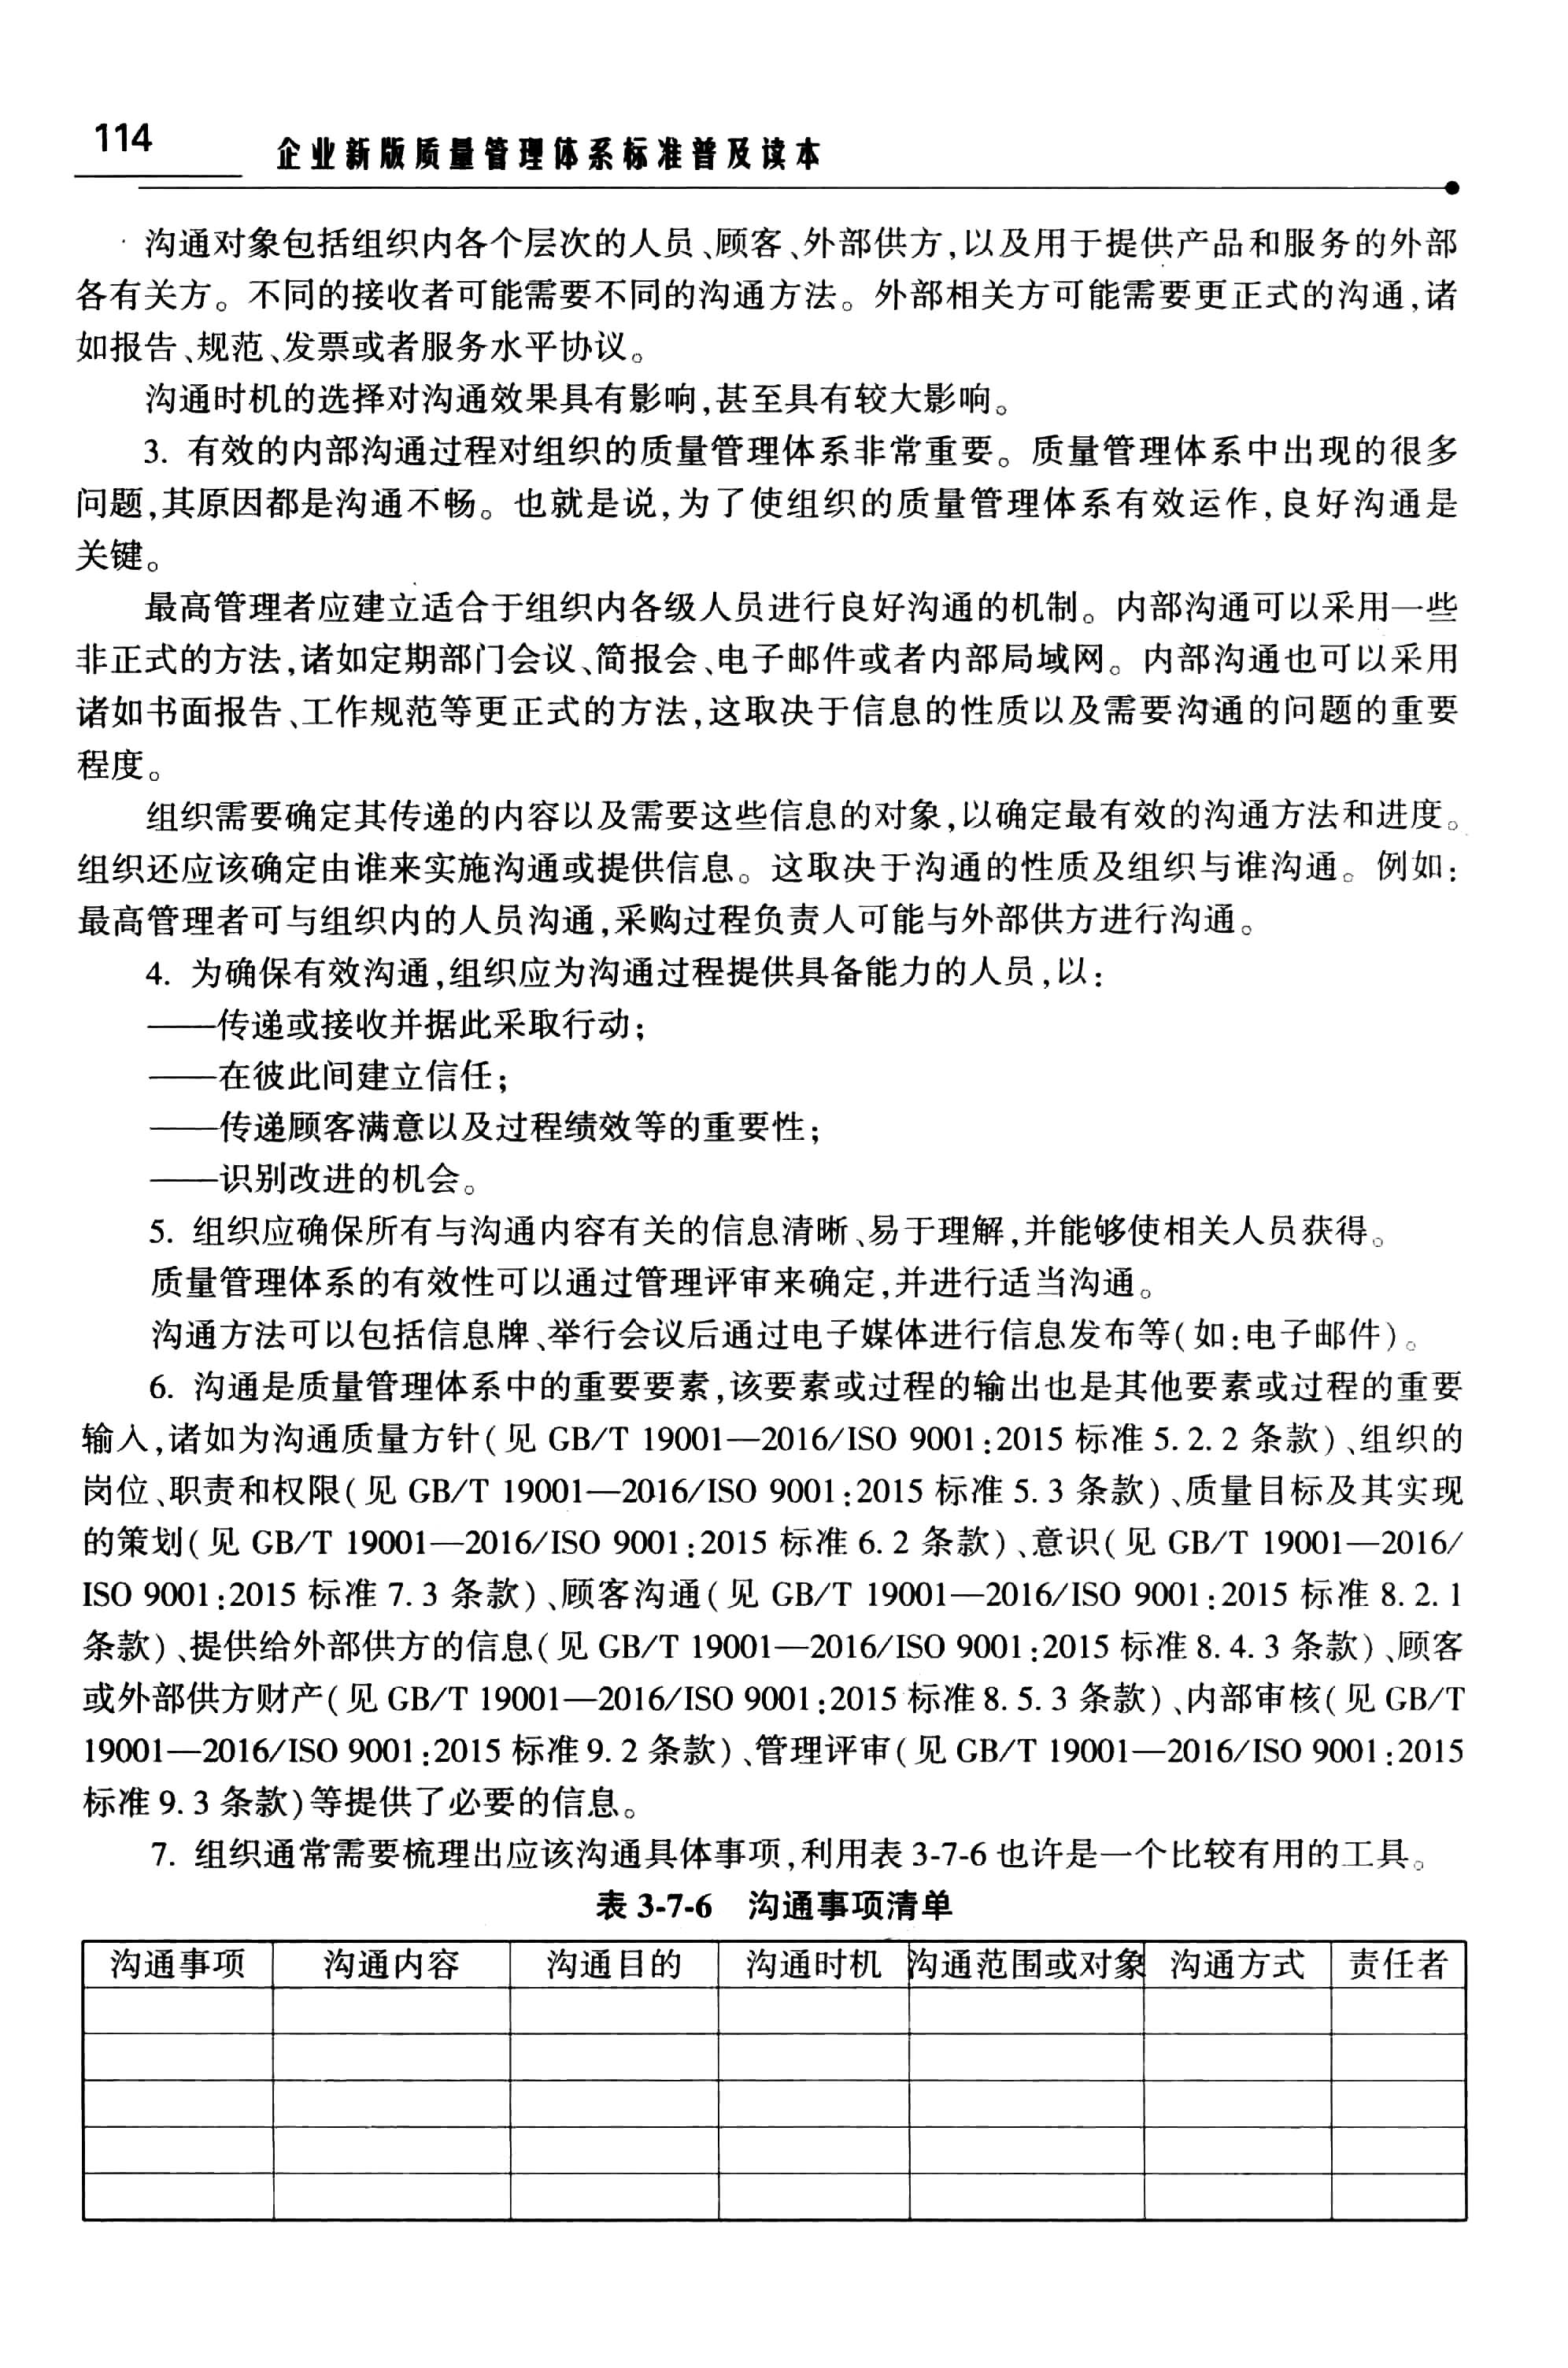 114
企业新版质量管理体系标准普及读本
沟通对象包括组织内各个层次的人员、顾客、外部供方,以及用于提供产品和服务的外部
各有关方。不同的接收者可能需要不同的沟通方法。外部相关方可能需要更正式的沟通,诸
如报告、规范、发票或者服务水平协议。
沟通时机的选择对沟通效果具有影响,甚至具有较大影响。
3. 有效的内部沟通过程对组织的质量管理体系非常重要。质量管理体系中出现的很多
问题,其原因都是沟通不畅。也就是说,为了使组织的质量管理体系有效运作,良好沟通是
关键。
最高管理者应建立适合于组织内各级人员进行良好沟通的机制。内部沟通可以采用一些
非正式的方法,诸如定期部门会议、简报会、电子邮件或者内部局域网。内部沟通也可以采用
诸如书面报告、工作规范等更正式的方法,这取决于信息的性质以及需要沟通的问题的重要
程度。
组织需要确定其传递的内容以及需要这些信息的对象,以确定最有效的沟通方法和进度。
组织还应该确定由谁来实施沟通或提供信息。这取决于沟通的性质及组织与谁沟通。例如:
最高管理者可与组织内的人员沟通,采购过程负责人可能与外部供方进行沟通。
4. 为确保有效沟通,组织应为沟通过程提供具备能力的人员,以:
——传递或接收并据此采取行动;
——在彼此间建立信任;
——传递顾客满意以及过程绩效等的重要性;
——识别改进的机会。
5. 组织应确保所有与沟通内容有关的信息清晰、易于理解,并能够使相关人员获得。
质量管理体系的有效性可以通过管理评审来确定,并进行适当沟通。
沟通方法可以包括信息牌、举行会议后通过电子媒体进行信息发布等(如:电子邮件)。
6. 沟通是质量管理体系中的重要要素,该要素或过程的输出也是其他要素或过程的重要
输入,诸如为沟通质量方针(见 GB/T 19001—2016/ISO 9001:2015 标准 5.2.2 条款)、组织的
岗位、职责和权限(见 GB/T 19001—2016/ISO 9001:2015 标准 5.3 条款)、质量目标及其实现
的策划(见 GB/T 19001—2016/ISO 9001:2015 标准 6.2 条款)、意识(见 GB/T 19001—2016/
ISO 9001:2015 标准 7.3 条款)、顾客沟通(见 GB/T 19001—2016/ISO 9001:2015 标准 8.2.1
条款)、提供给外部供方的信息(见 GB/T 19001—2016/ISO 9001:2015 标准 8.4.3 条款)、顾客
或外部供方财产(见 GB/T 19001—2016/ISO 9001:2015 标准 8.5.3 条款)、内部审核(见 GB/T
19001—2016/ISO 9001:2015 标准 9.2 条款)、管理评审(见 GB/T 19001—2016/ISO 9001:2015
标准 9.3 条款)等提供了必要的信息。
7. 组织通常需要梳理出应该沟通具体事项,利用表 3-7-6 也许是一个比较有用的工具。
表 3-7-6 沟通事项清单
沟通事项 沟通内容 沟通目的 沟通时机 沟通范围或对象 沟通方式 责任者